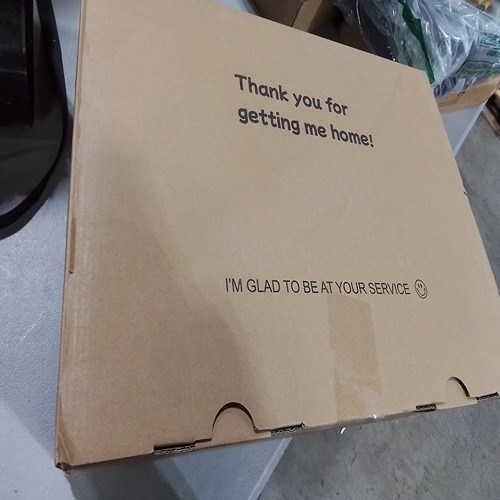 Thank you for
getting me home!
I'M GLAD TO BE AT YOUR SERVICE